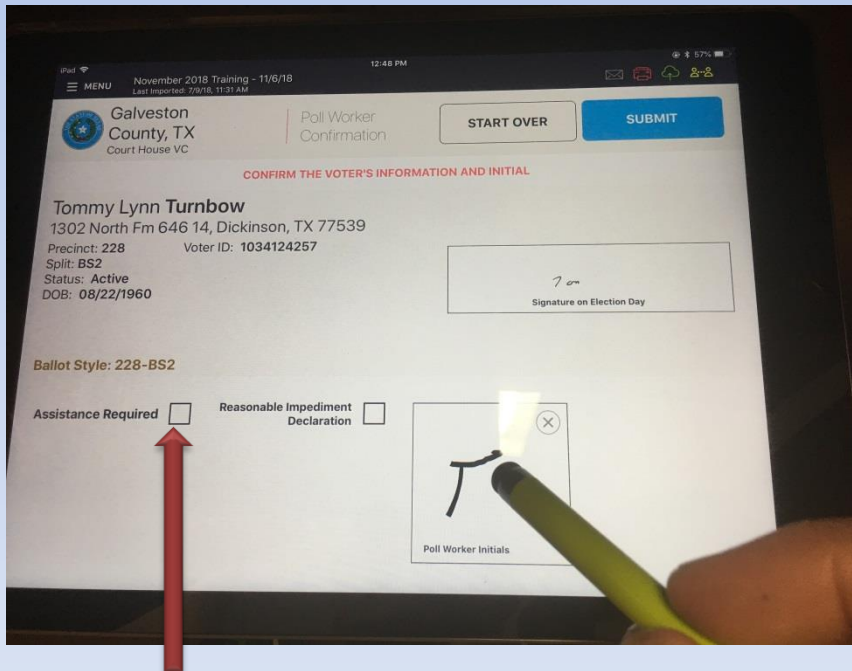 iPad 12:48 PM 57%
MENU November 2018 Training - 11/6/18
Last Imported: 7/9/18, 11:31 AM
Galveston
County, TX
Court House VC
Poll Worker
Confirmation
START OVER
SUBMIT
CONFIRM THE VOTER'S INFORMATION AND INITIAL
Tommy Lynn Turnbow
1302 North Fm 646 14, Dickinson, TX 77539
Precinct: 228 Voter ID: 1034124257
Split: BS2
Status: Active
DOB: 08/22/1960
Signature on Election Day
Ballot Style: 228-BS2
Assistance Required
Reasonable Impediment
Declaration
T
Poll Worker Initials